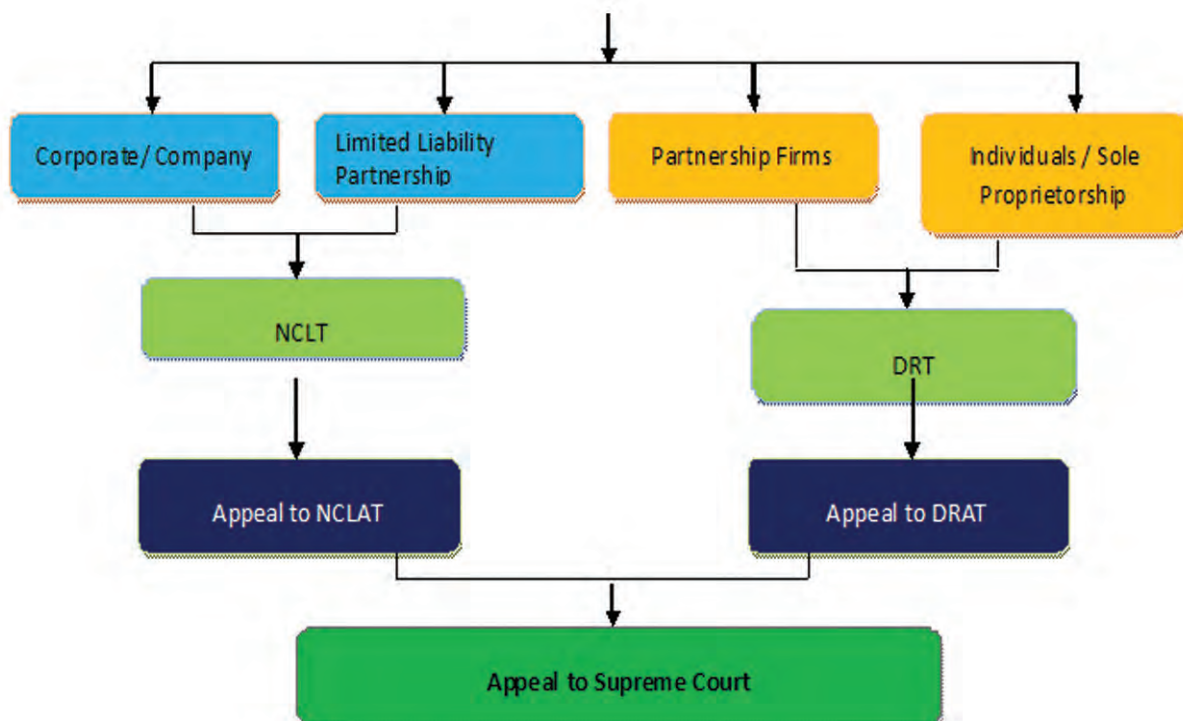 Corporate/ Company
Limited Liability
Partnership
Partnership Firms
Individuals / Sole
Proprietorship
NCLT
DRT
Appeal to NCLAT
Appeal to DRAT
Appeal to Supreme Court